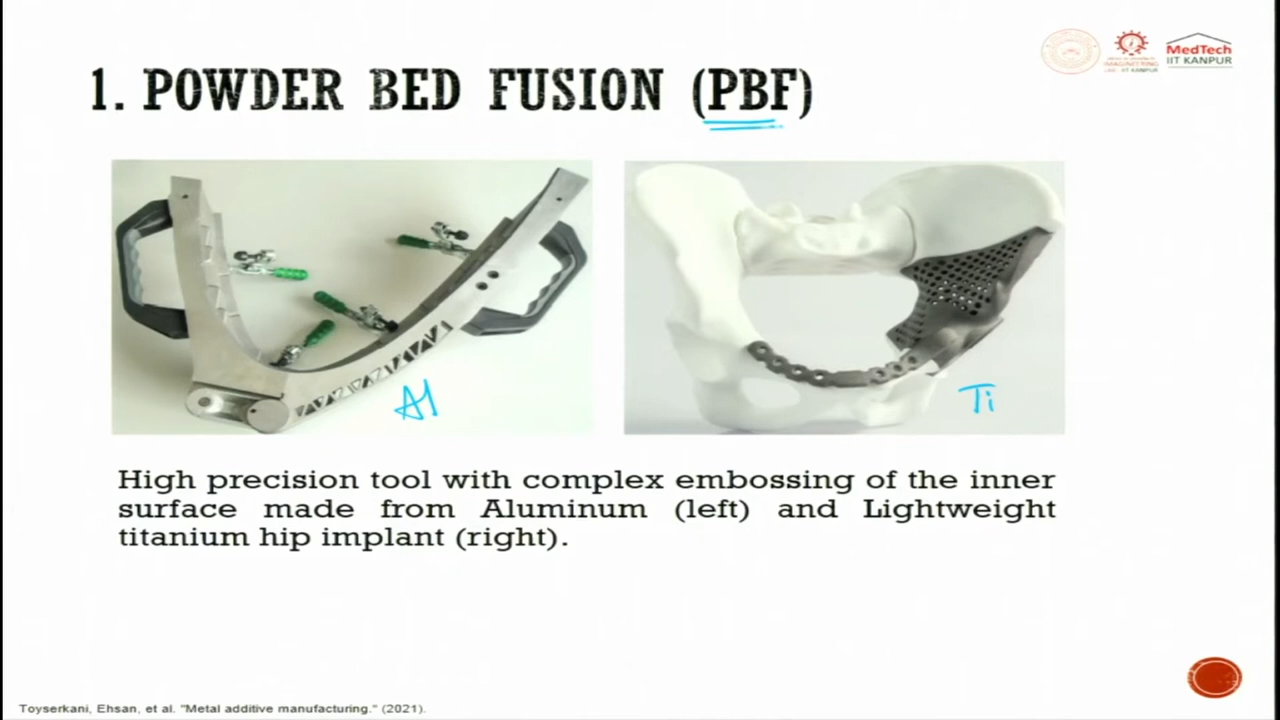 MedTech
IIT KANPUR
1. POWDER BED FUSION (PBF)
Al
Ti
High precision tool with complex embossing of the inner
surface made from Aluminum (left) and Lightweight
titanium hip implant (right).
Toyserkani, Ehsan, et al. "Metal additive manufacturing." (2021).